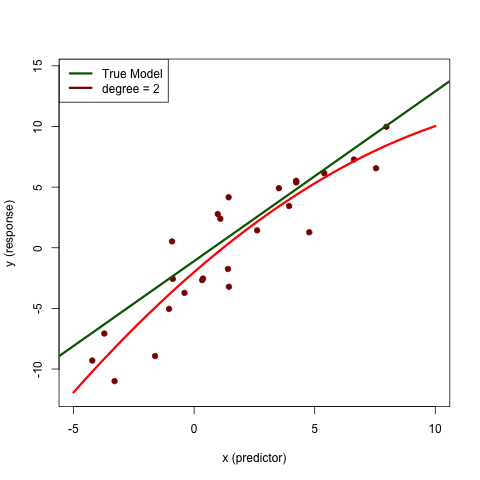 True Model
degree = 2
15
10
5
0
-5
-10
y (response)
-5
0
5
10
x (predictor)